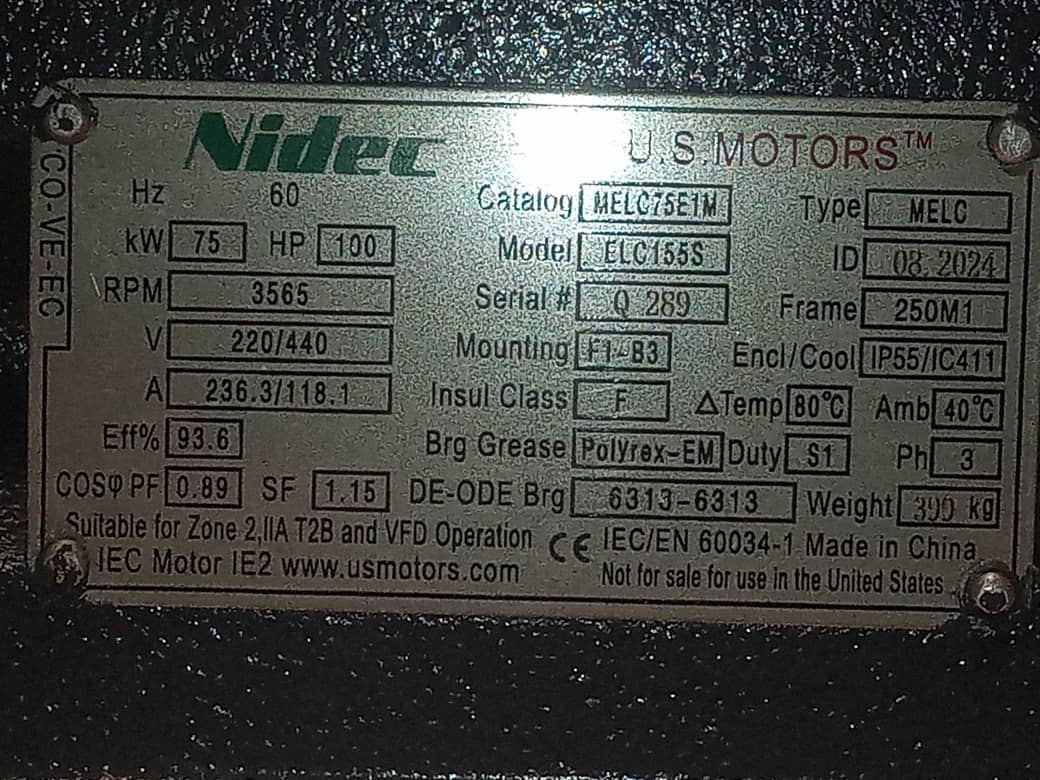 Nidec U.S. MOTORS™
CO-VE-EC
Hz 60 Catalog MELC75E1M Type MELC
kW 75 HP 100 Model ELC155S ID 08.2024
RPM 3565 Serial # Q 289 Frame 250M1
V 220/440 Mounting F1-B3 Encl/Cool IP55/IC411
A 236.3/118.1 Insul Class F ΔTemp 80°C Amb 40°C
Eff% 93.6 Brg Grease Polyrex-EM Duty S1 Ph 3
COSφ PF 0.89 SF 1.15 DE-ODE Brg 6313-6313 Weight kg
Suitable for Zone 2,IIA T2B and VFD Operation CE IEC/EN 60034-1 Made in China
IEC Motor IE2 www.usmotors.com Not for sale for use in the United States